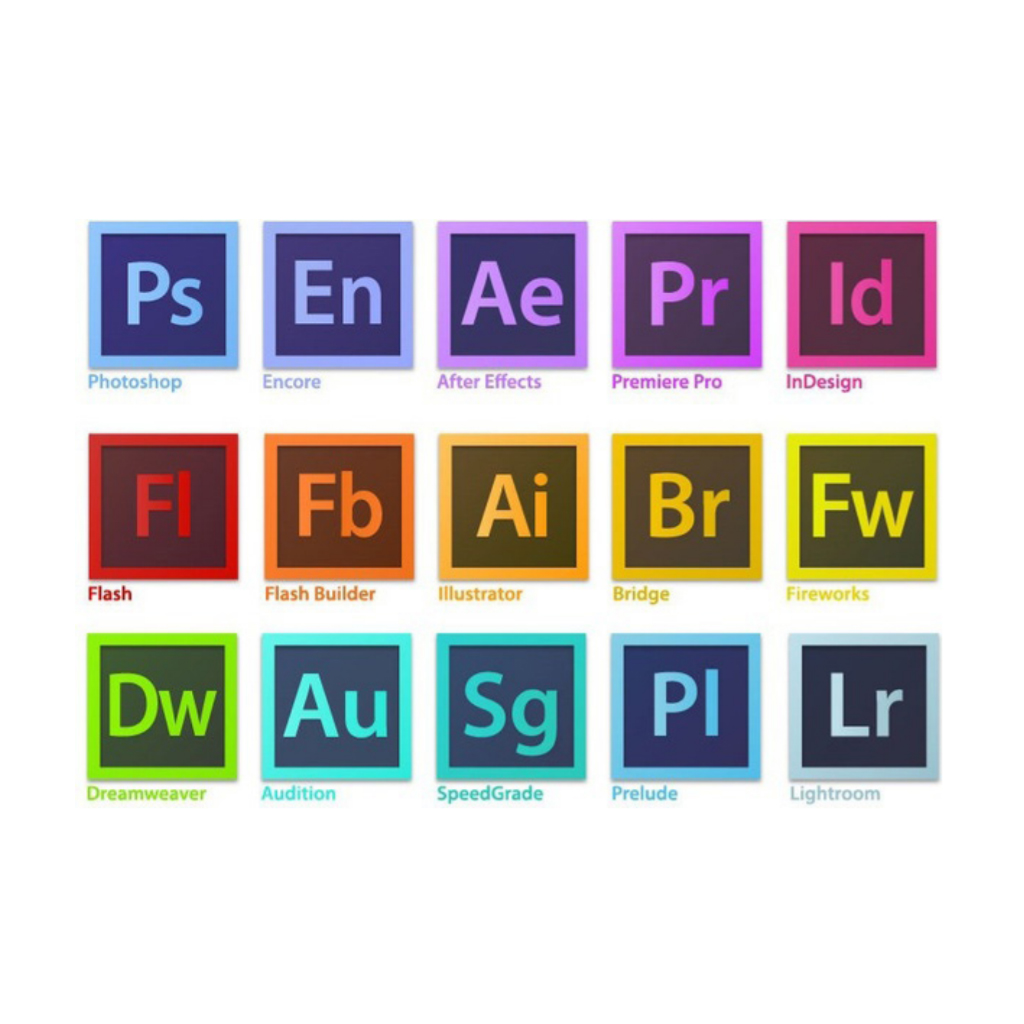 Ps En Ae Pr Id
Photoshop Encore After Effects Premiere Pro InDesign
Fl Fb Ai Br Fw
Flash Flash Builder Illustrator Bridge Fireworks
Dw Au Sg Pl Lr
Dreamweaver Audition SpeedGrade Prelude Lightroom